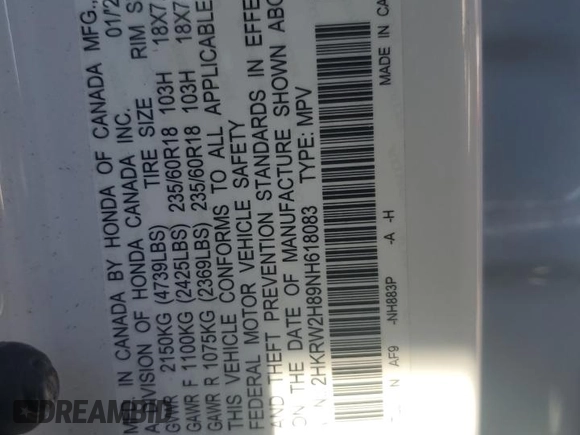 MFD. IN CANADA BY HONDA OF CANADA MFG.,
A DIVISION OF HONDA CANADA INC. 01/2
GVWR 2150KG (4739LBS) TIRE SIZE RIM S
GAWR F 1100KG (2425LBS) 235/60R18 103H 18X7
GAWR R 1075KG (2369LBS) 235/60R18 103H 18X7
THIS VEHICLE CONFORMS TO ALL APPLICABLE
FEDERAL MOTOR VEHICLE SAFETY
AND THEFT PREVENTION STANDARDS IN EFFE
ON THE DATE OF MANUFACTURE SHOWN ABO
2HKRW2H89NH618083 TYPE: MPV
N AF9 -NH883P -A -H MADE IN CA
DREAMBID